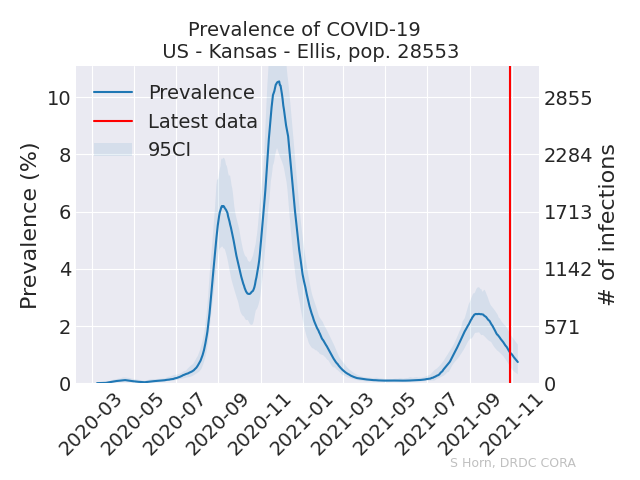 Prevalence of COVID-19
US - Kansas - Ellis, pop. 28553
Prevalence
Latest data
95CI
Prevalence (%)
10
8
6
4
2
0
# of infections
2855
2284
1713
1142
571
0
2020-03
2020-05
2020-07
2020-09
2020-11
2021-01
2021-03
2021-05
2021-07
2021-09
2021-11
S Horn, DRDC CORA